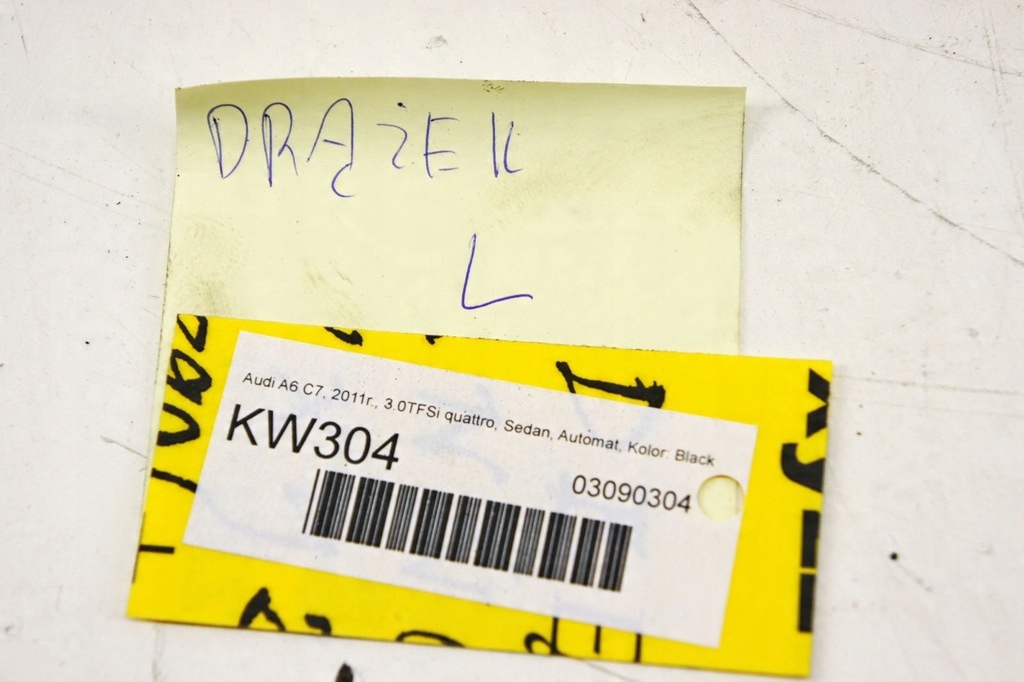 DRĄŻEK
L
Audi A6 C7, 2011r., 3.0TFSi quattro, Sedan, Automat, Kolor: Black
KW304
03090304